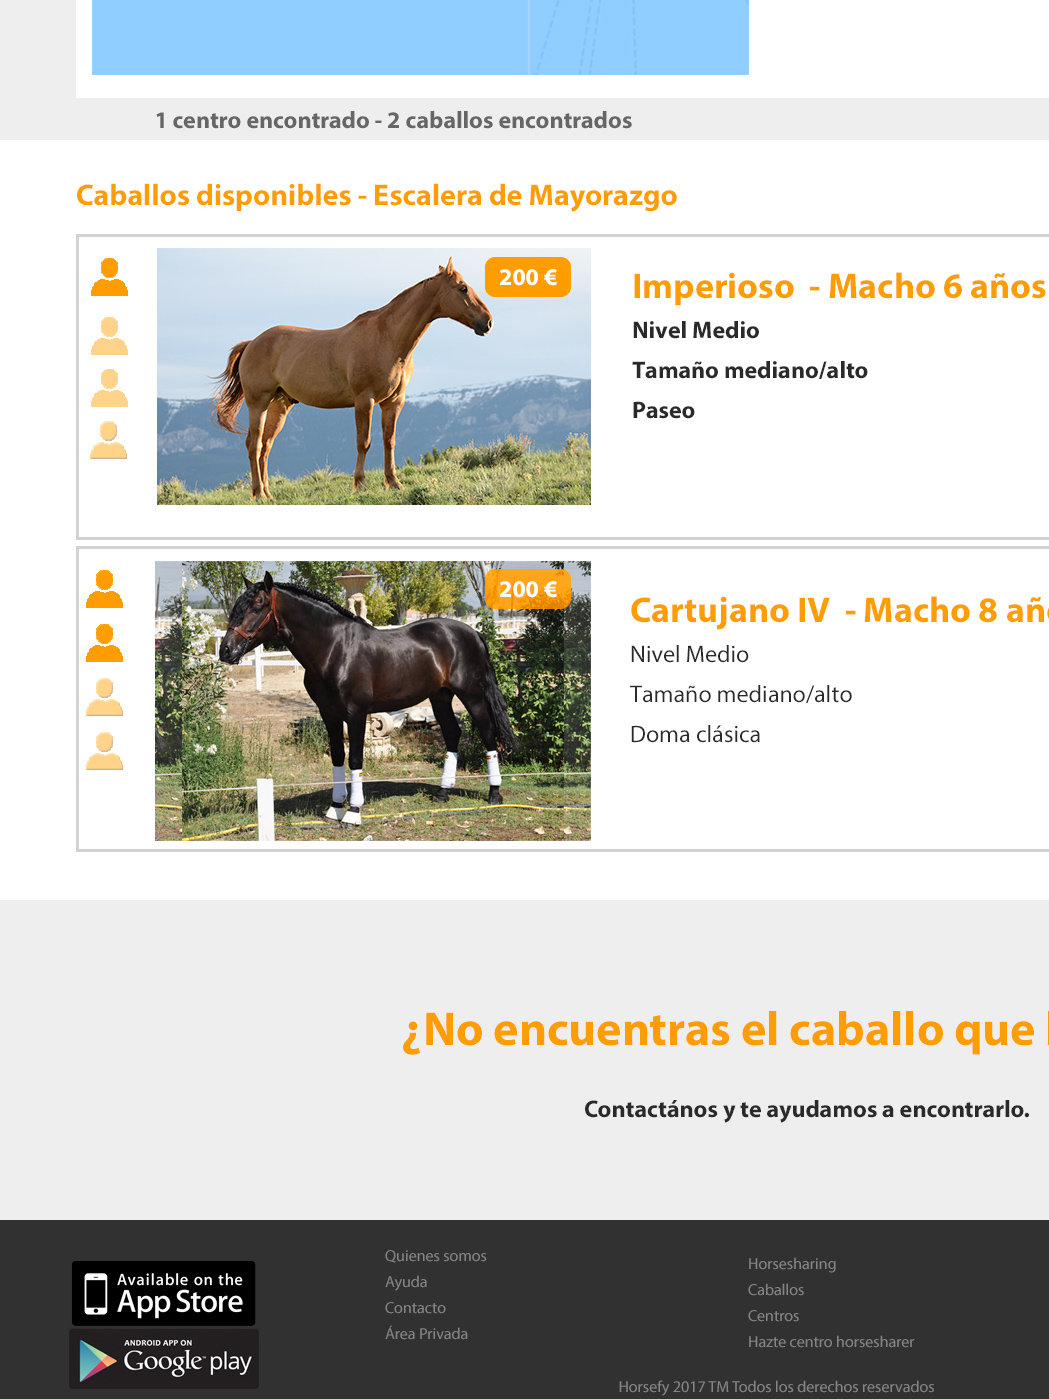 1 centro encontrado - 2 caballos encontrados
Caballos disponibles - Escalera de Mayorazgo
200 €
Imperioso - Macho 6 años
Nivel Medio
Tamaño mediano/alto
Paseo
200 €
Cartujano IV - Macho 8
Nivel Medio
Tamaño mediano/alto
Doma clásica
¿No encuentras el caballo que
Contactános y te ayudamos a encontrarlo.
Available on the
App Store
ANDROID APP ON
Google play
Quienes somos
Ayuda
Contacto
Área Privada
Horsesharing
Caballos
Centros
Hazte centro horsesharer
Horsefy 2017 TM Todos los derechos reservados